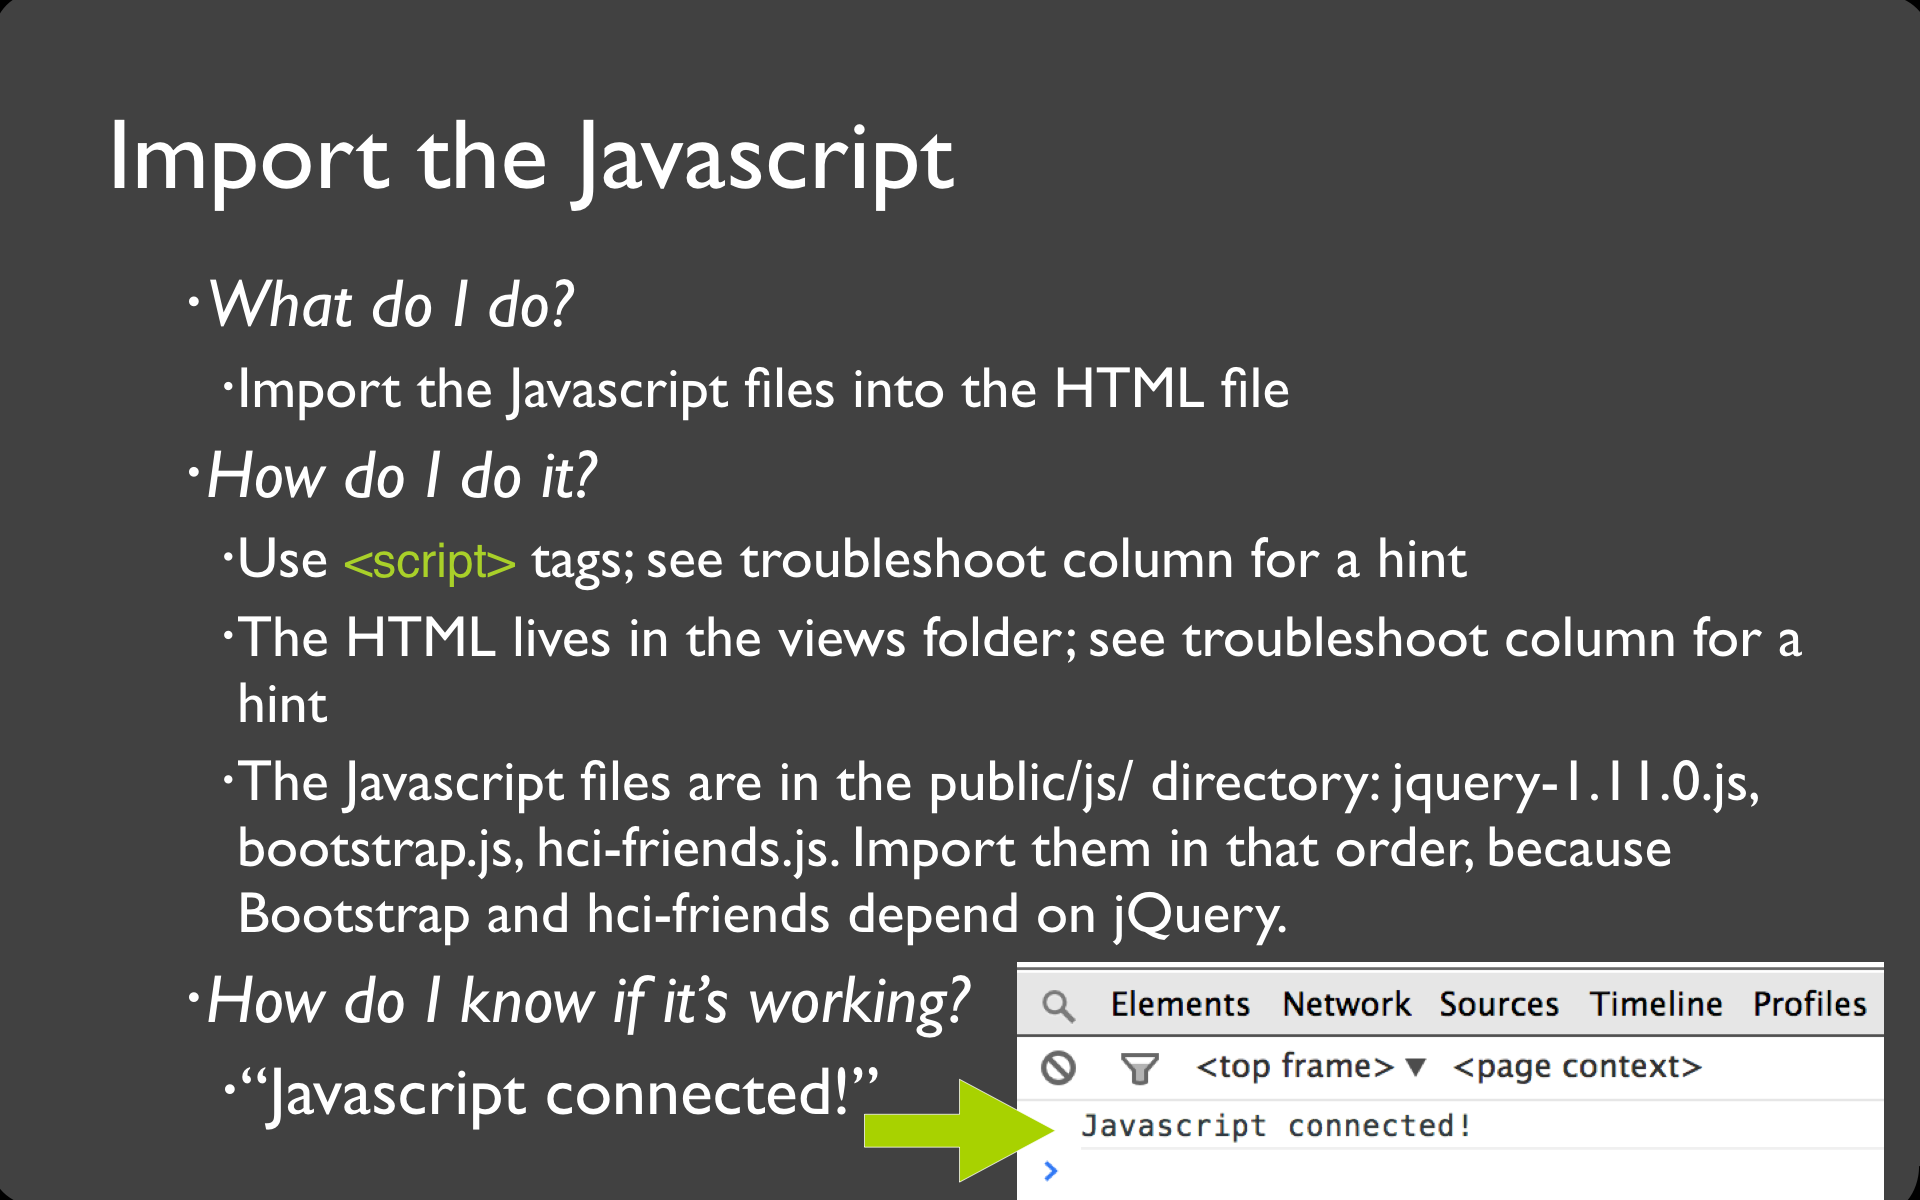 Import the Javascript
•What do I do?
•Import the Javascript files into the HTML file
•How do I do it?
•Use <script> tags; see troubleshoot column for a hint
•The HTML lives in the views folder; see troubleshoot column for a
hint
•The Javascript files are in the public/js/ directory: jquery-1.11.0.js,
bootstrap.js, hci-friends.js. Import them in that order, because
Bootstrap and hci-friends depend on jQuery.
•How do I know if it’s working?
•“Javascript connected!”
Elements Network Sources Timeline Profiles
<top frame> ▼ <page context>
Javascript connected!
>